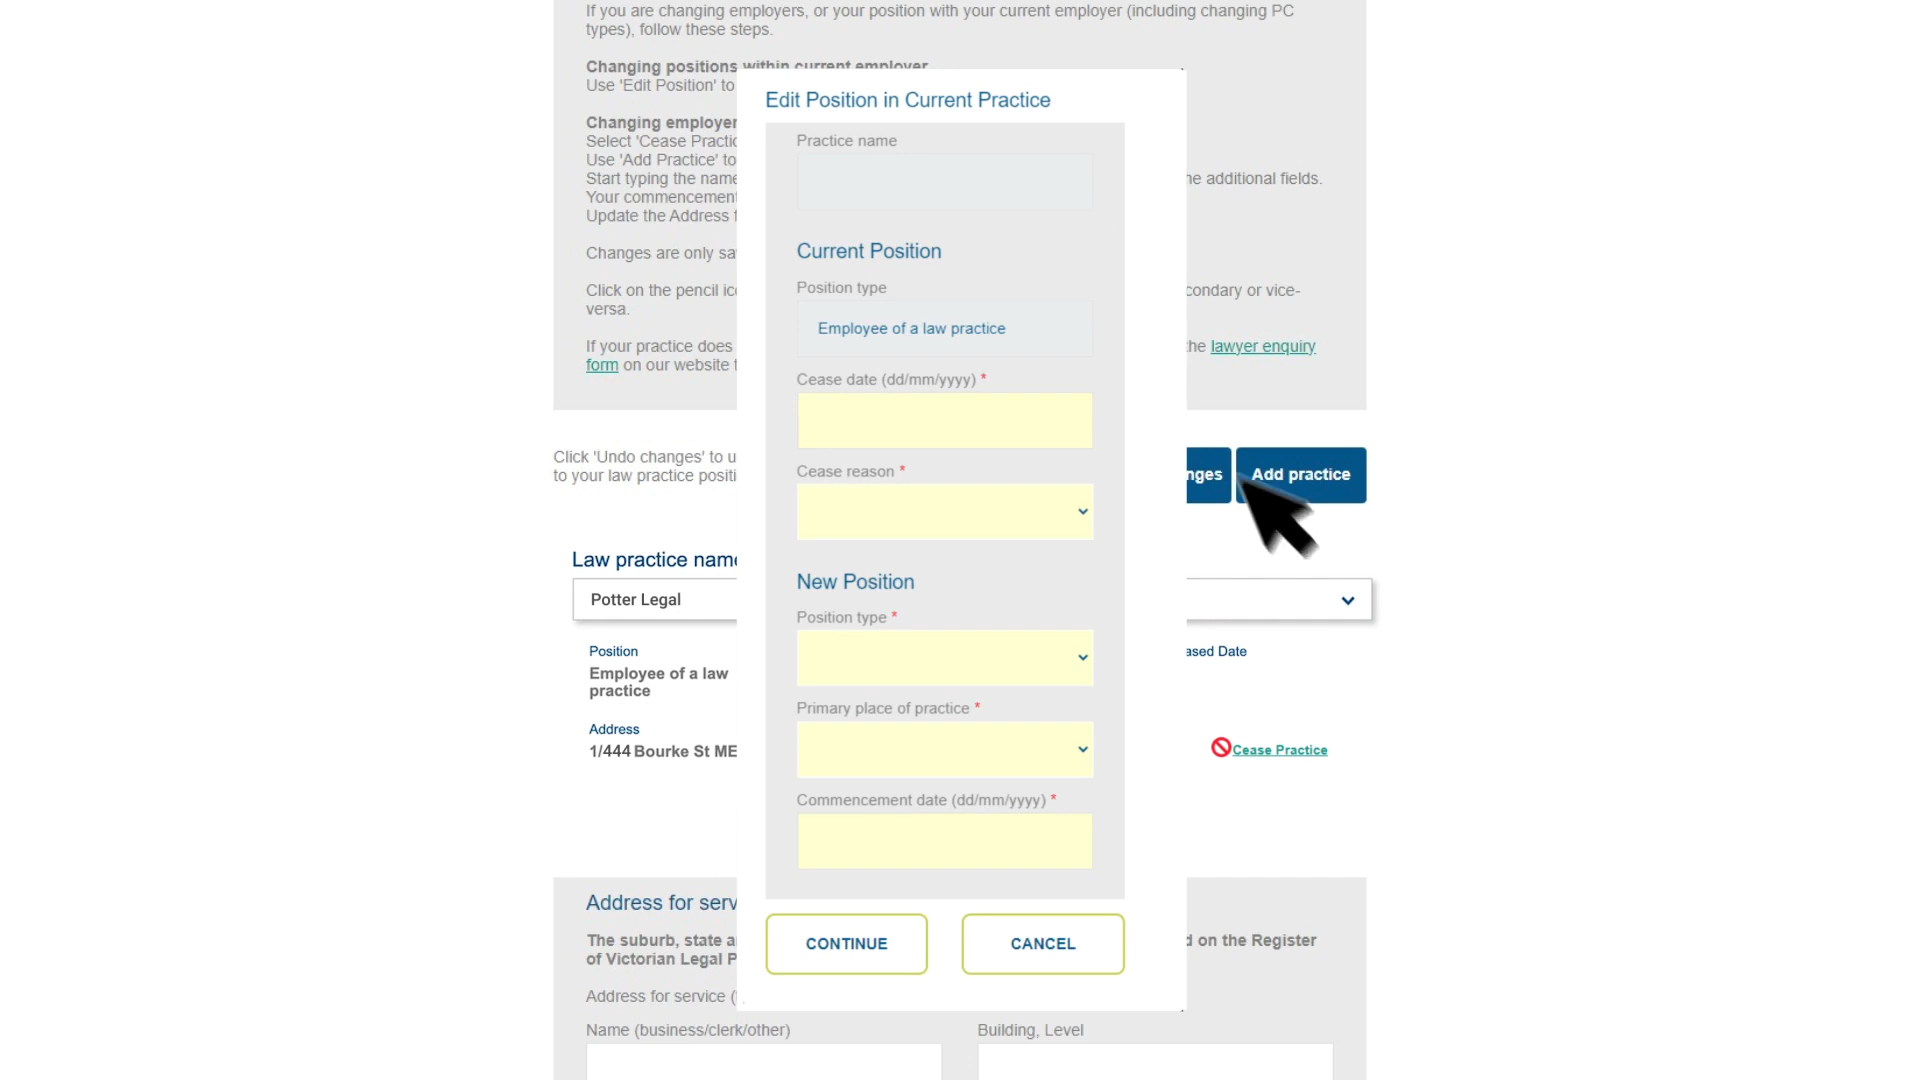 If you are changing employers, or your position with your current employer (including changing PC
types), follow these steps.
Changing positions within current employer
Use 'Edit Position' to
Changing employer
Select 'Cease Practic
Use 'Add Practice' to
Start typing the name
he additional fields.
Your commencement
Update the Address f
Changes are only sa
Click on the pencil ico
condary or vice-
versa.
If your practice does
the lawyer enquiry
form on our website t
Click 'Undo changes' to u
to your law practice positi
nges
Add practice
Law practice name
Potter Legal
Position
Employee of a law
practice
ased Date
Address
1/444 Bourke St ME
Cease Practice
Address for serv
The suburb, state a
d on the Register
of Victorian Legal P
Address for service (
Name (business/clerk/other)
Building, Level
Edit Position in Current Practice
Practice name
Current Position
Position type
Employee of a law practice
Cease date (dd/mm/yyyy) *
Cease reason *
New Position
Position type *
Primary place of practice *
Commencement date (dd/mm/yyyy) *
CONTINUE
CANCEL